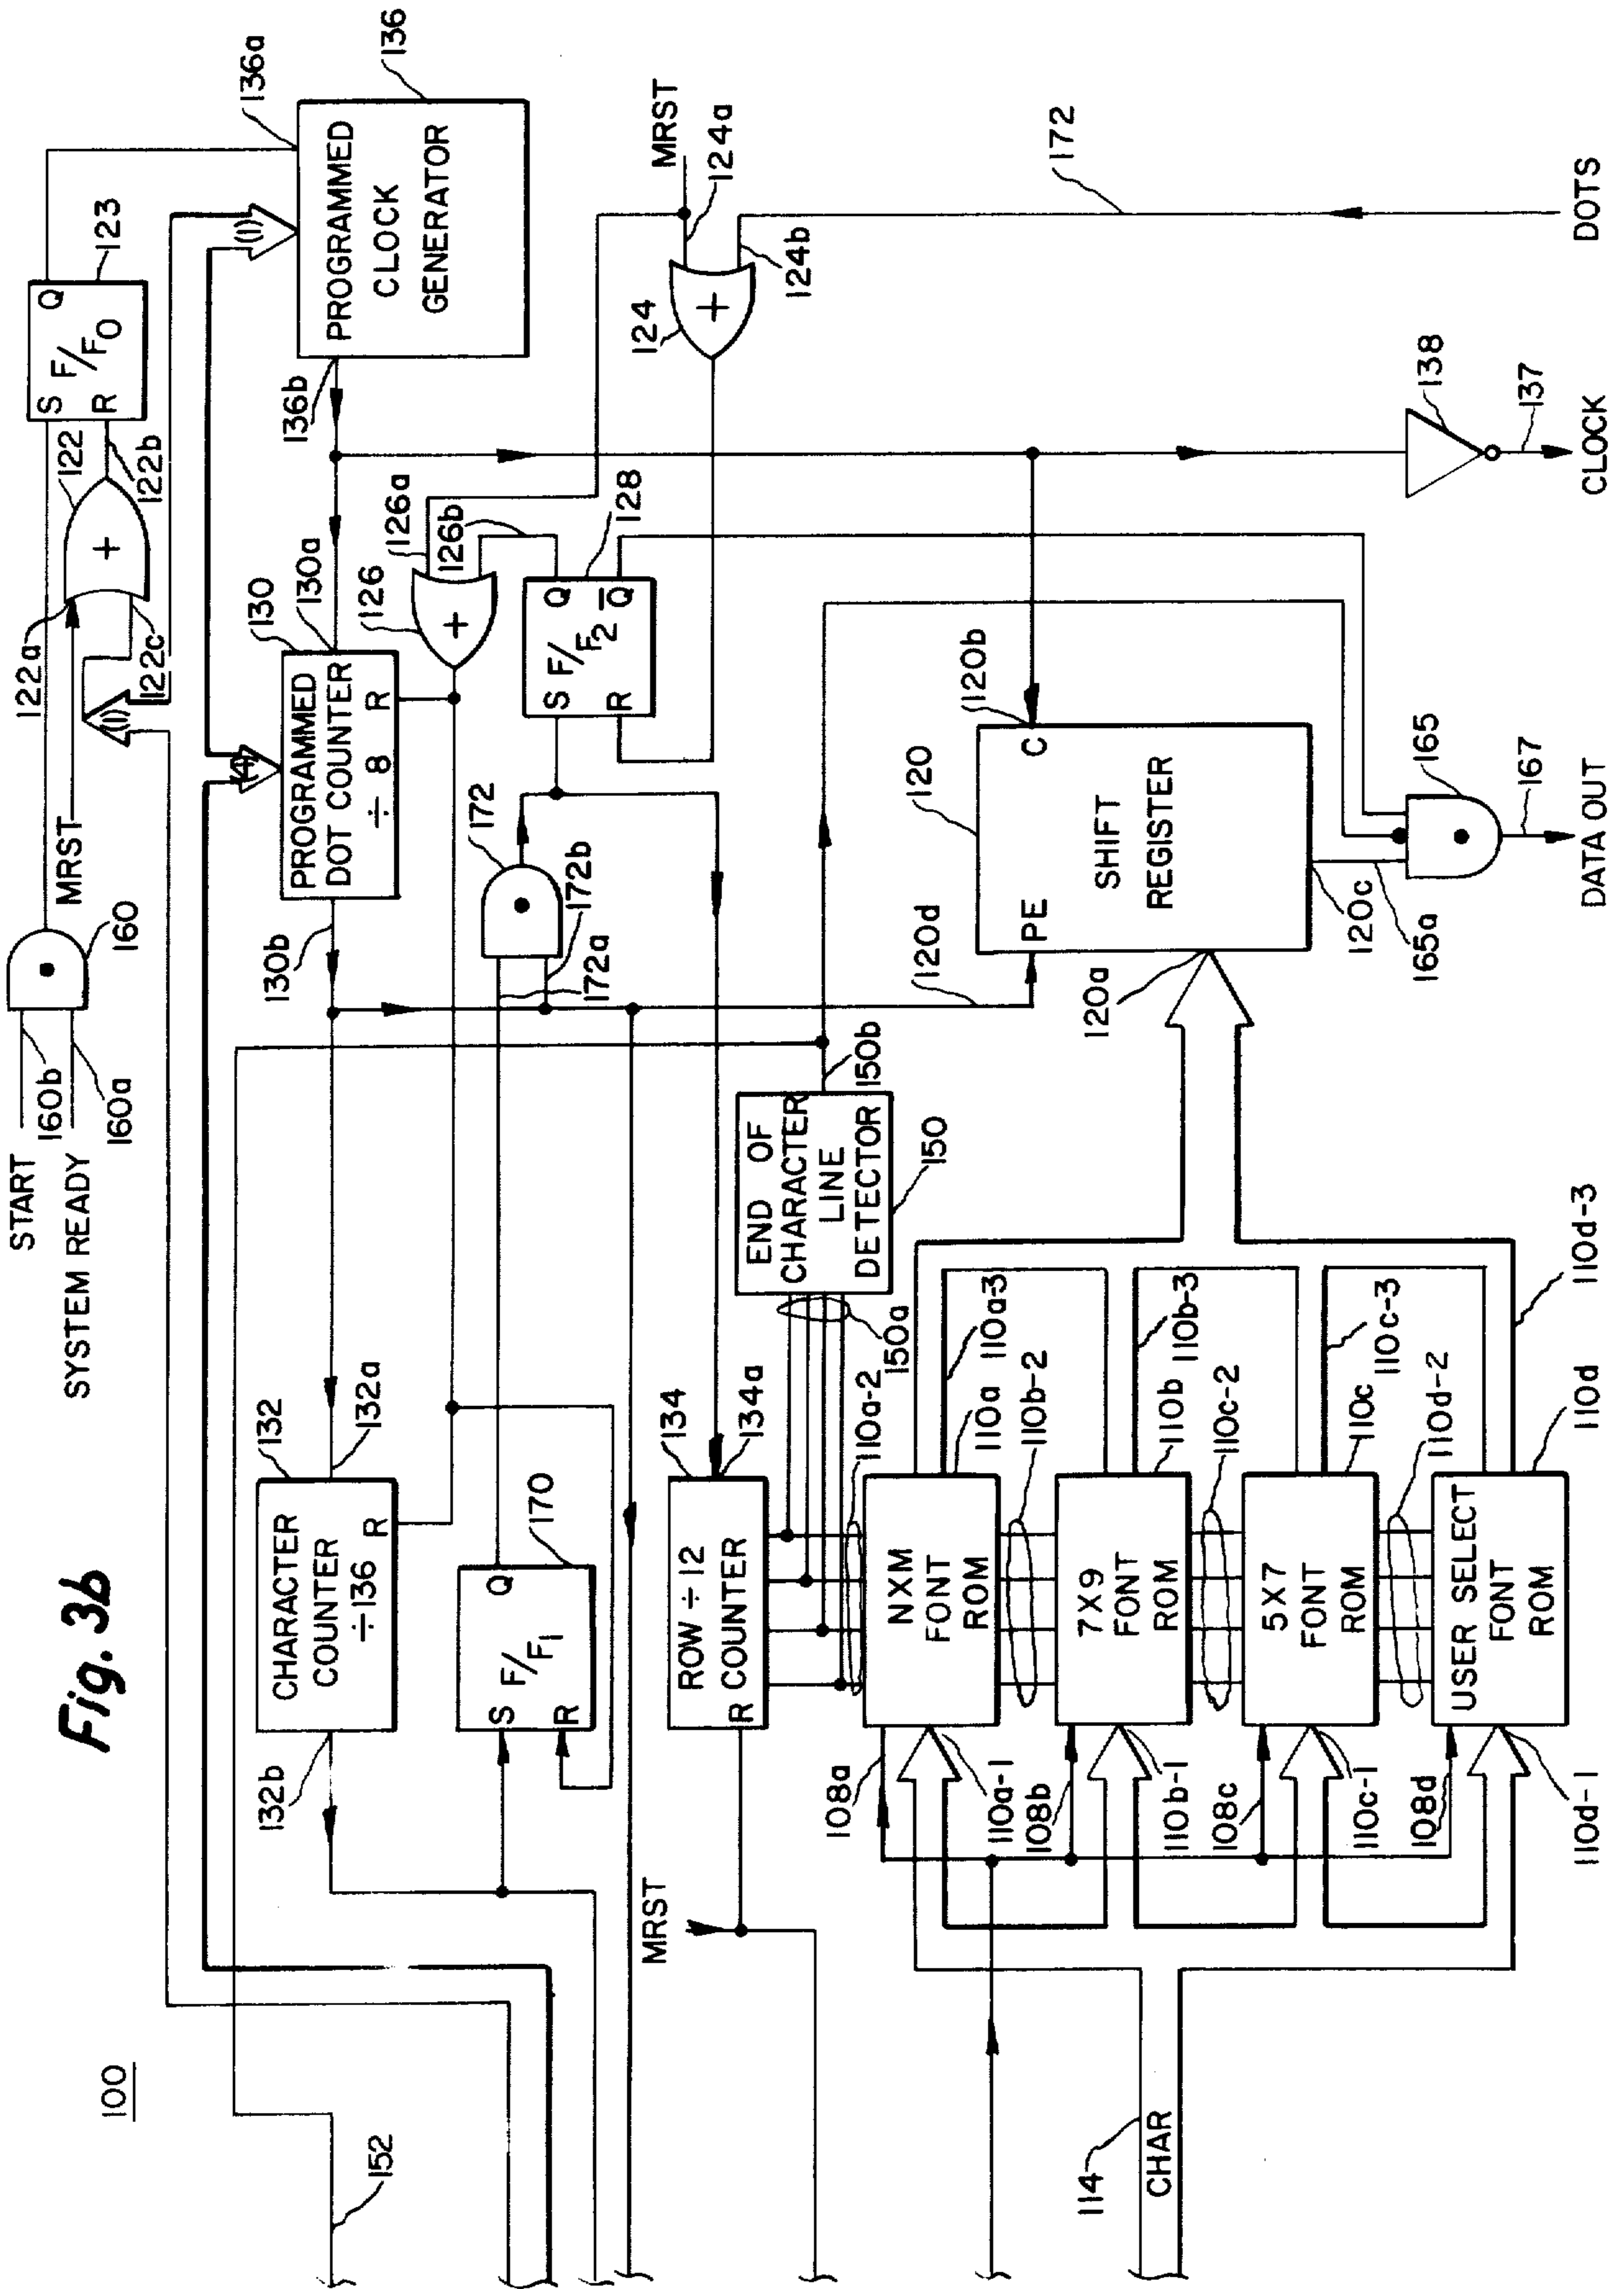 Fig. 3b
100
START
160b
SYSTEM READY
160a
160
MRST
122a
122c
122
122b
S
R
Q
F/F0
123
136a
136
PROGRAMMED
CLOCK
GENERATOR
136b
(1)
(1)
(4)
130
130a
PROGRAMMED
DOT COUNTER
÷ 8
R
130b
126
126a
126b
128
S
R
Q
Q̅
F/F2
MRST
124a
124
124b
172
DOTS
172
172b
172a
132
132a
CHARACTER
COUNTER
÷136
R
132b
170
Q
F/F1
S
R
152
134
134a
ROW ÷ 12
COUNTER
R
MRST
END OF
CHARACTER
LINE
DETECTOR
150b
150
150a
120
120b
120d
PE
C
SHIFT
REGISTER
120a
120c
165a
165
167
DATA OUT
138
137
CLOCK
110a-2
110a-3
110a
NXM
FONT
ROM
108a
110a-1
110b-2
110b-3
110b
7X9
FONT
ROM
108b
110b-1
110c-2
110c-3
110c
5X7
FONT
ROM
108c
110c-1
110d-2
110d-3
110d
USER SELECT
FONT
ROM
108d
110d-1
114
CHAR